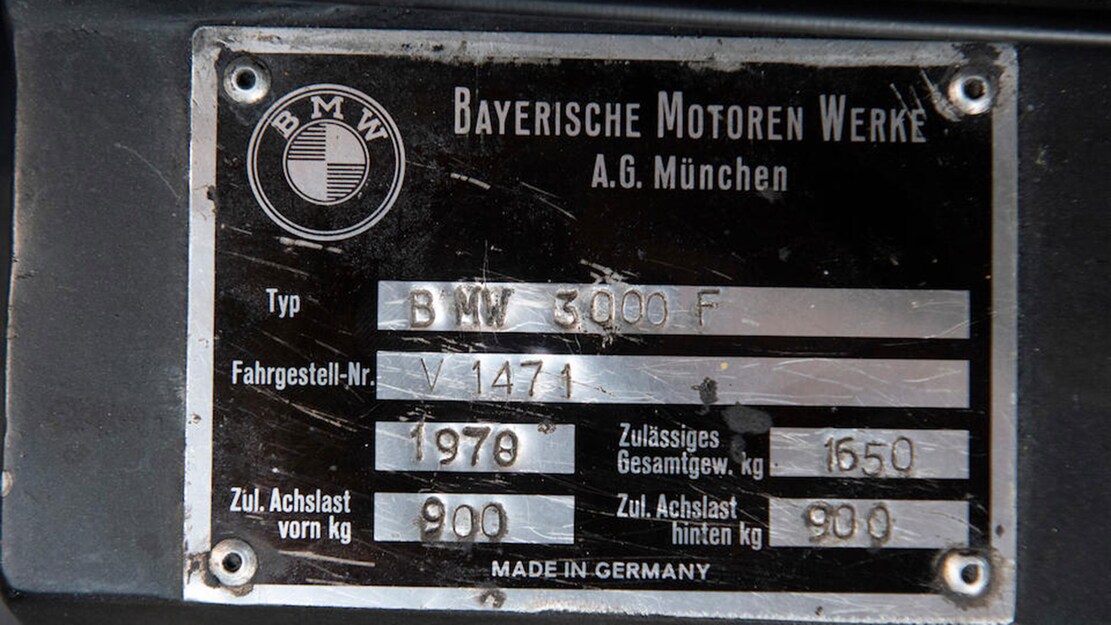 BMW
BAYERISCHE MOTOREN WERKE
A.G. München
Typ BMW 3000 F
Fahrgestell-Nr. V 1471
1978
Zulässiges Gesamtgew. kg 1650
Zul. Achslast vorn kg 900
Zul. Achslast hinten kg 900
MADE IN GERMANY